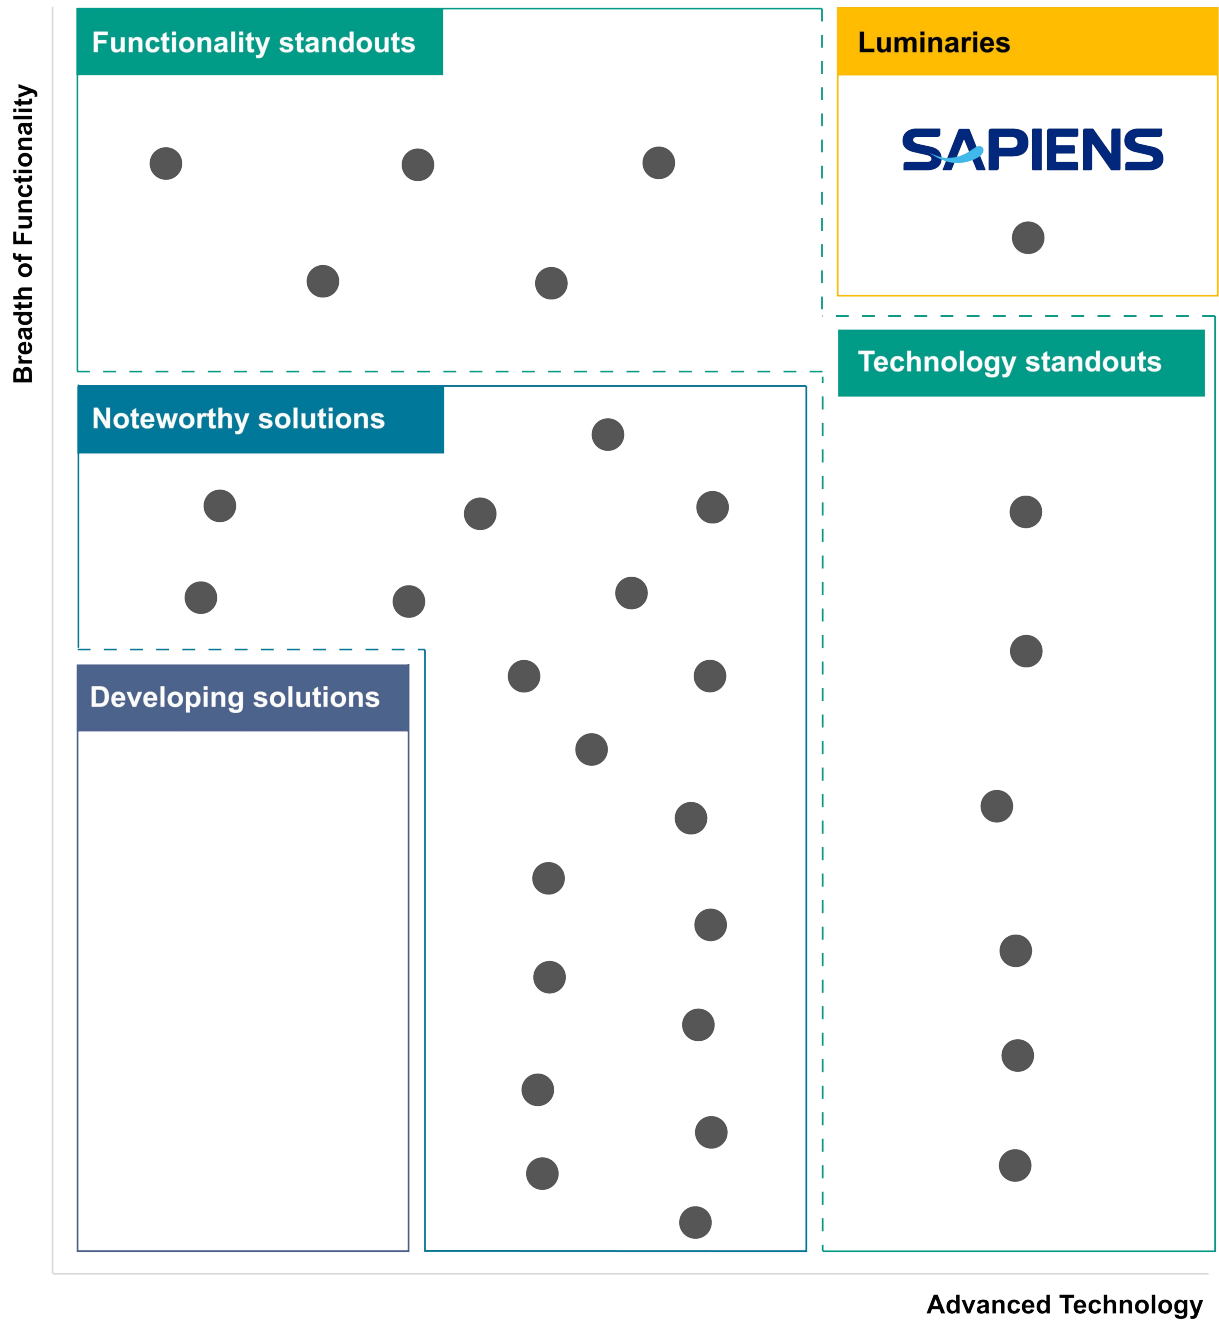 Functionality standouts
Luminaries
SAPIENS
Breadth of Functionality
Technology standouts
Noteworthy solutions
Developing solutions
Advanced Technology